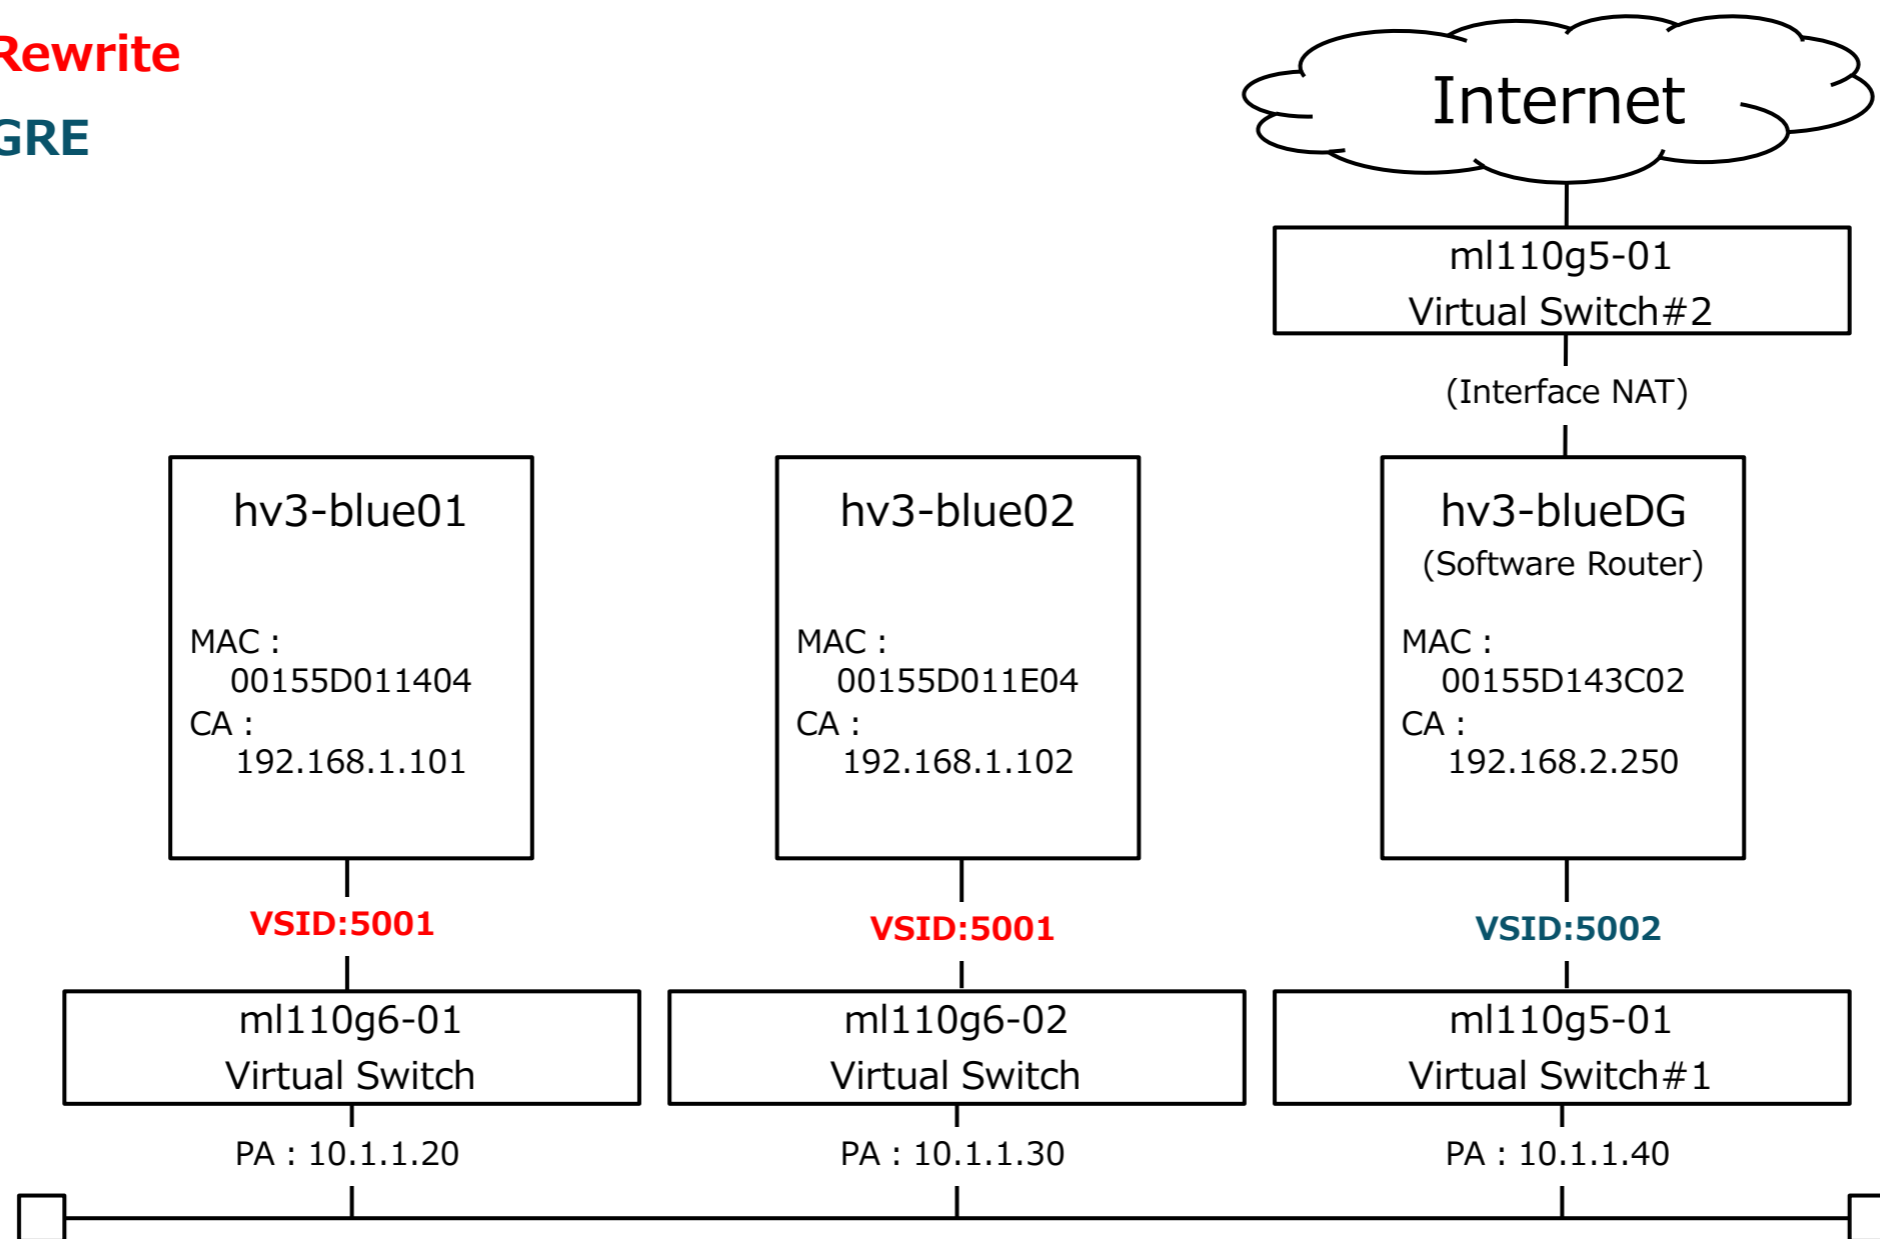 Rewrite
GRE
Internet
ml110g5-01
Virtual Switch#2
(Interface NAT)
hv3-blue01
MAC :
00155D011404
CA :
192.168.1.101
hv3-blue02
MAC :
00155D011E04
CA :
192.168.1.102
hv3-blueDG
(Software Router)
MAC :
00155D143C02
CA :
192.168.2.250
VSID:5001
VSID:5001
VSID:5002
ml110g6-01
Virtual Switch
ml110g6-02
Virtual Switch
ml110g5-01
Virtual Switch#1
PA : 10.1.1.20
PA : 10.1.1.30
PA : 10.1.1.40